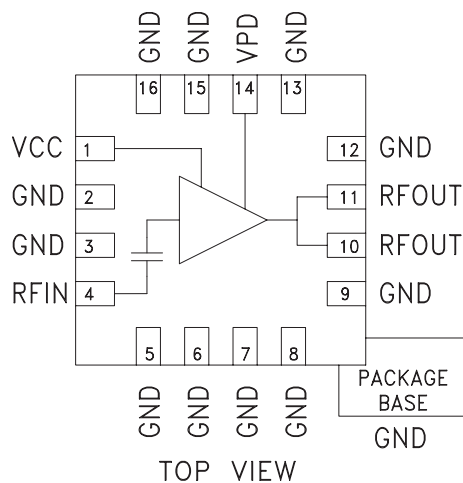 GND GND VPD GND
16 15 14 13
VCC 1 12 GND
GND 2 11 RFOUT
GND 3 10 RFOUT
RFIN 4 9 GND
5 6 7 8
GND GND GND GND
PACKAGE
BASE
GND
TOP VIEW